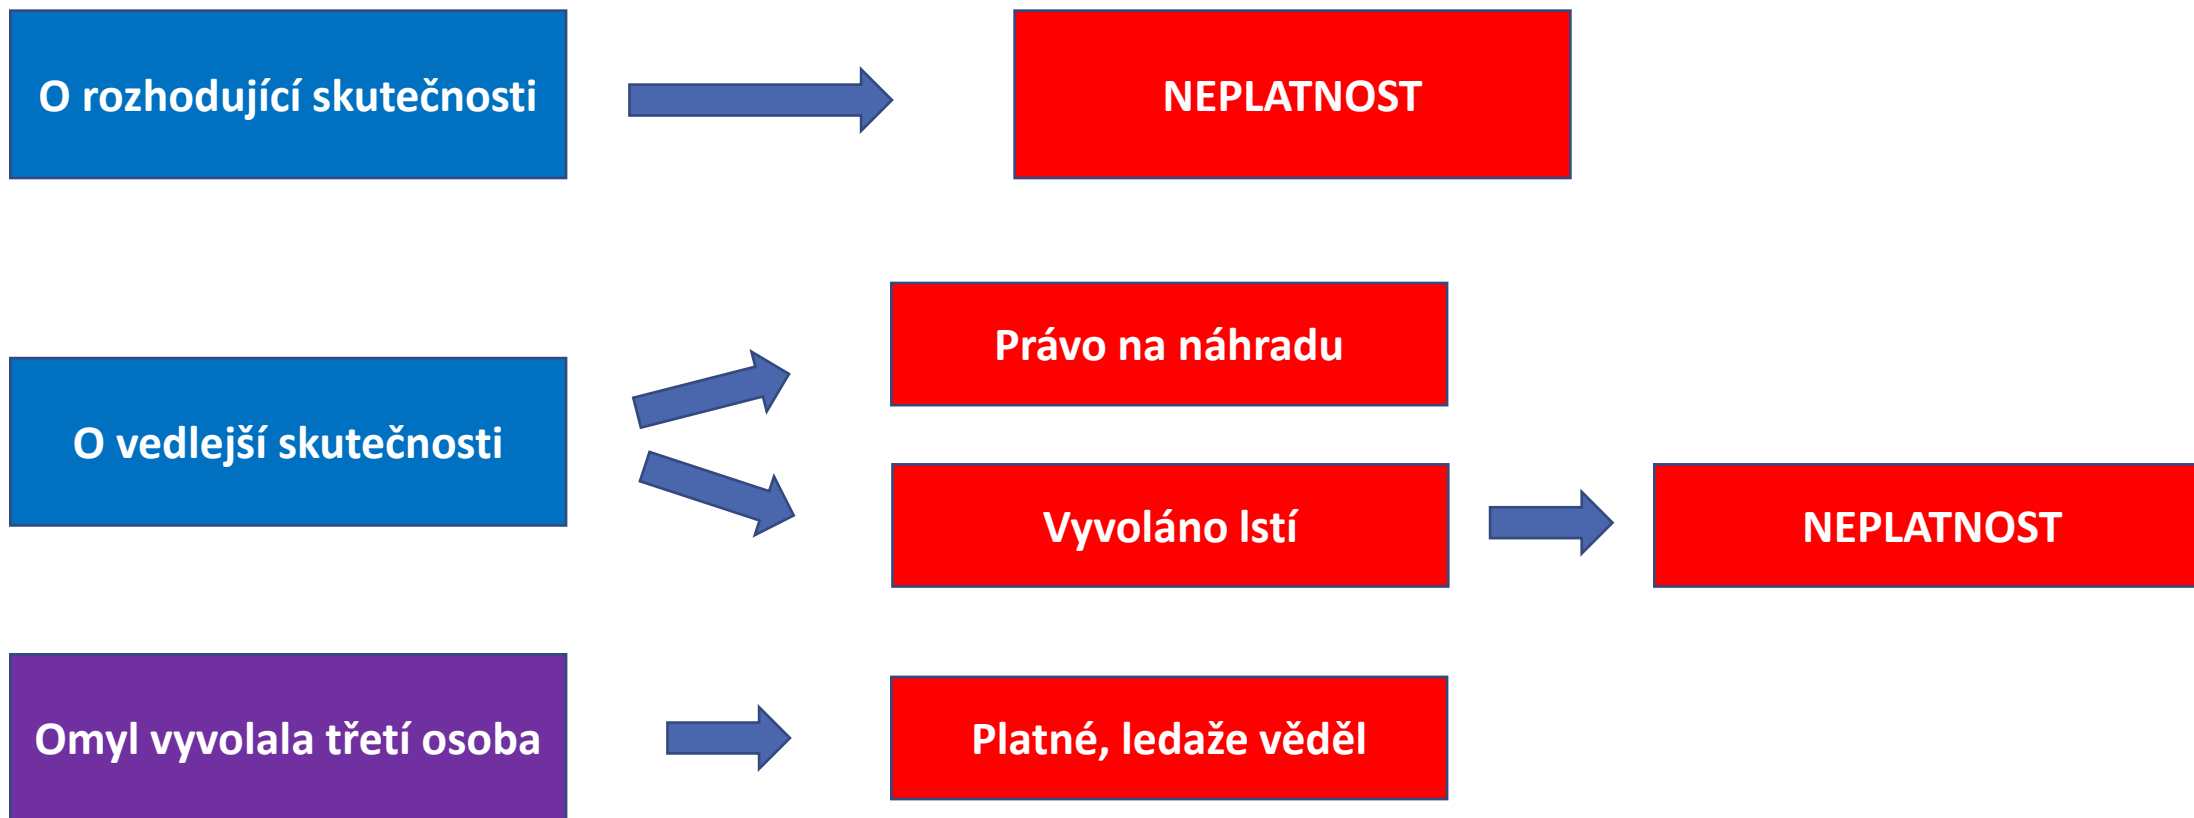 O rozhodující skutečnosti
NEPLATNOST
O vedlejší skutečnosti
Právo na náhradu
Vyvoláno lstí
NEPLATNOST
Omyl vyvolala třetí osoba
Platné, ledaže věděl